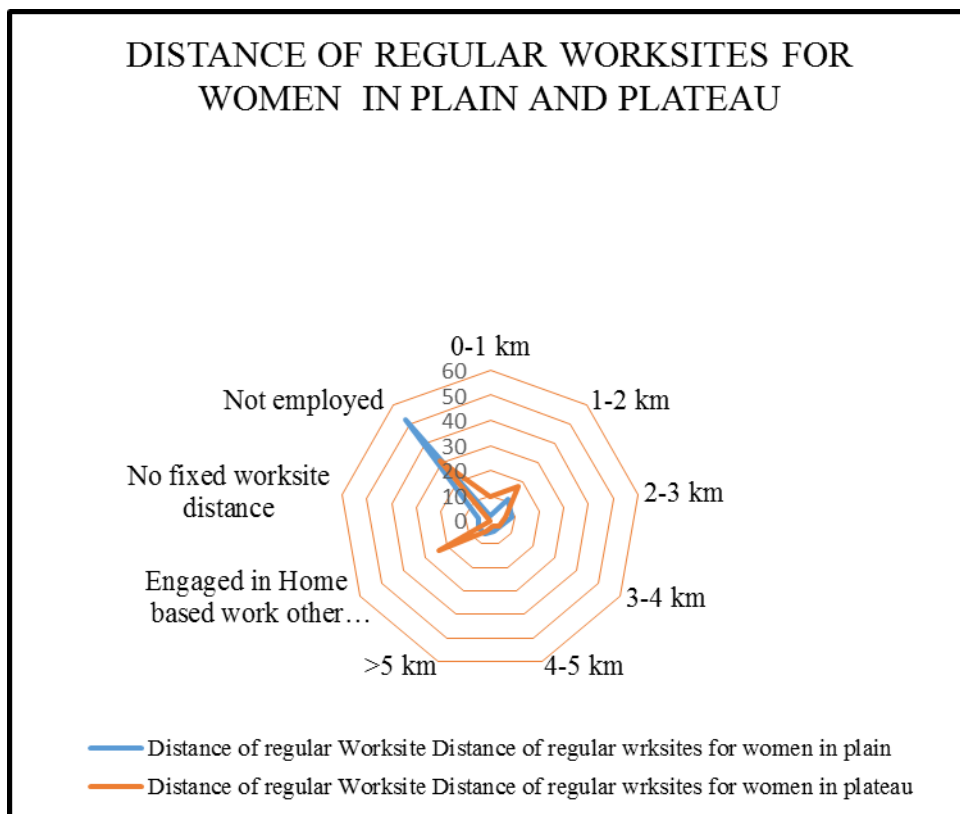 DISTANCE OF REGULAR WORKSITES FOR
WOMEN IN PLAIN AND PLATEAU
0-1 km
60
50
40
30
20
10
0
1-2 km
2-3 km
3-4 km
4-5 km
>5 km
Engaged in Home
based work other…
No fixed worksite
distance
Not employed
Distance of regular Worksite Distance of regular wrksites for women in plain
Distance of regular Worksite Distance of regular wrksites for women in plateau